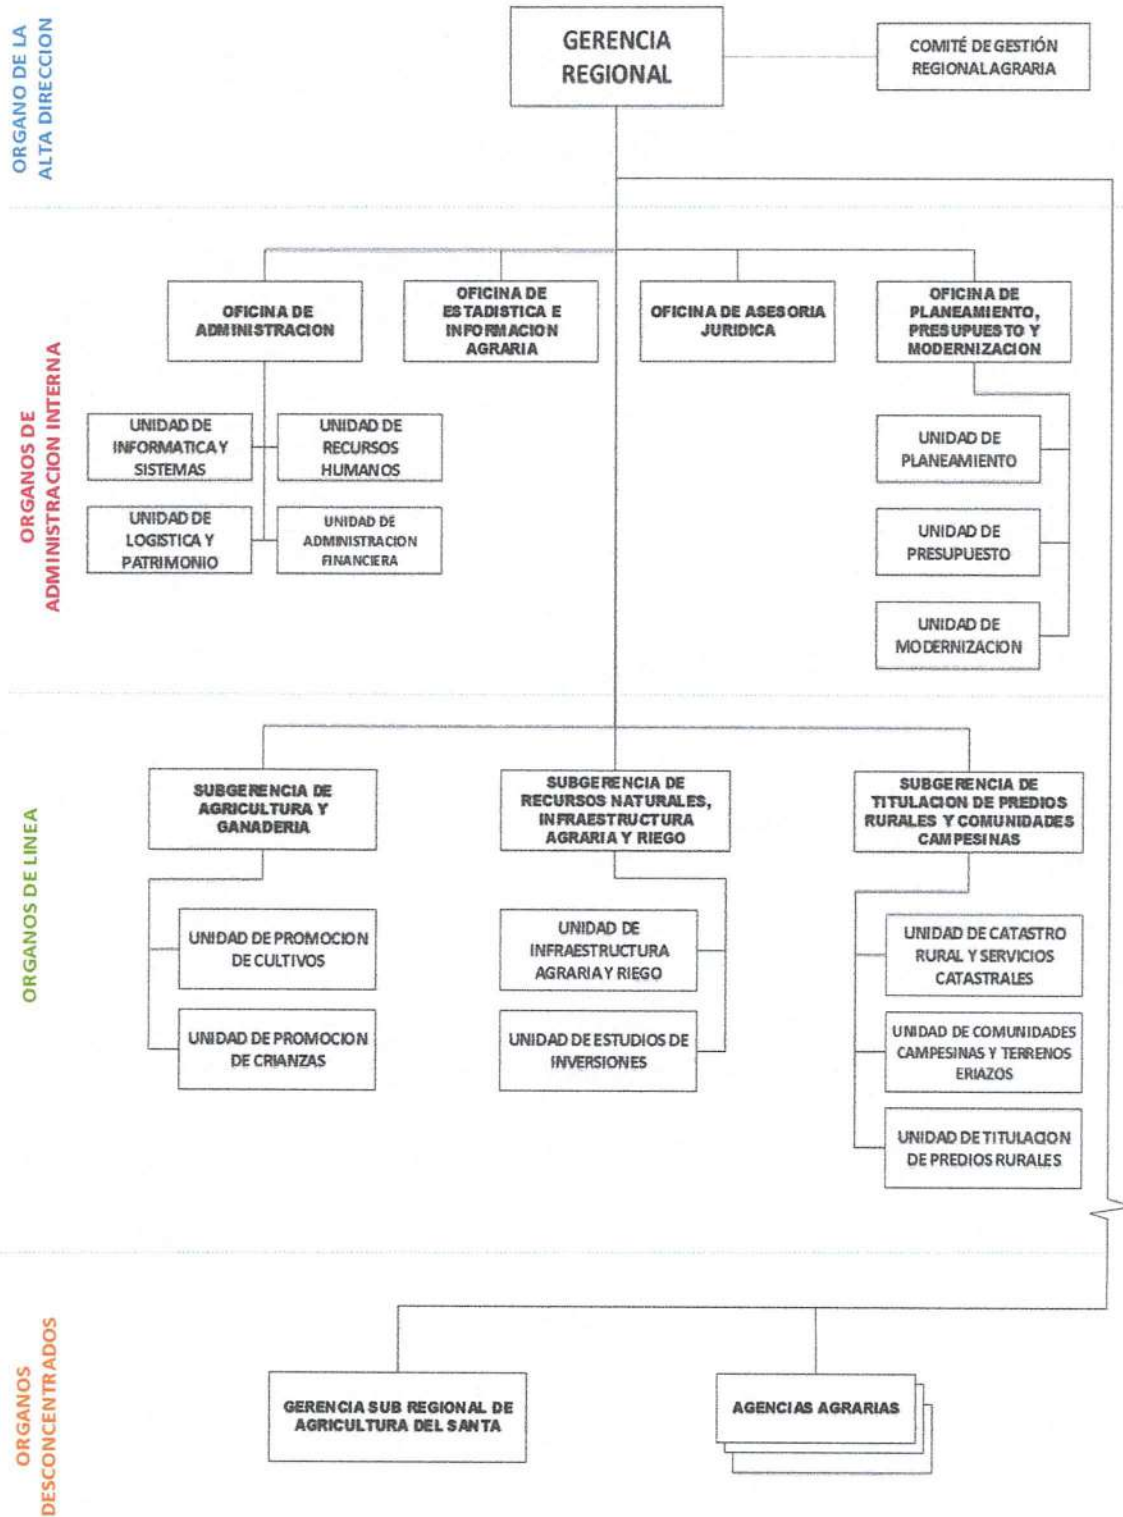 ORGANO DE LA
ALTA DIRECCION
GERENCIA
REGIONAL
COMITÉ DE GESTIÓN
REGIONAL AGRARIA
ORGANOS DE
ADMINISTRACION INTERNA
OFICINA DE
ADMINISTRACION
OFICINA DE
ESTADISTICA E
INFORMACION
AGRARIA
OFICINA DE ASESORIA
JURIDICA
OFICINA DE
PLANEAMIENTO,
PRESUPUESTO Y
MODERNIZACION
UNIDAD DE
INFORMATICA Y
SISTEMAS
UNIDAD DE
RECURSOS
HUMANOS
UNIDAD DE
LOGISTICA Y
PATRIMONIO
UNIDAD DE
ADMINISTRACION
FINANCIERA
UNIDAD DE
PLANEAMIENTO
UNIDAD DE
PRESUPUESTO
UNIDAD DE
MODERNIZACION
ORGANOS DE LINEA
SUBGERENCIA DE
AGRICULTURA Y
GANADERIA
SUBGERENCIA DE
RECURSOS NATURALES,
INFRAESTRUCTURA
AGRARIA Y RIEGO
SUBGERENCIA DE
TITULACION DE PREDIOS
RURALES Y COMUNIDADES
CAMPESINAS
UNIDAD DE PROMOCION
DE CULTIVOS
UNIDAD DE PROMOCION
DE CRIANZAS
UNIDAD DE
INFRAESTRUCTURA
AGRARIA Y RIEGO
UNIDAD DE ESTUDIOS DE
INVERSIONES
UNIDAD DE CATASTRO
RURAL Y SERVICIOS
CATASTRALES
UNIDAD DE COMUNIDADES
CAMPESINAS Y TERRENOS
ERIAZOS
UNIDAD DE TITULACION
DE PREDIOS RURALES
ORGANOS
DESCONCENTRADOS
GERENCIA SUB REGIONAL DE
AGRICULTURA DEL SANTA
AGENCIAS AGRARIAS